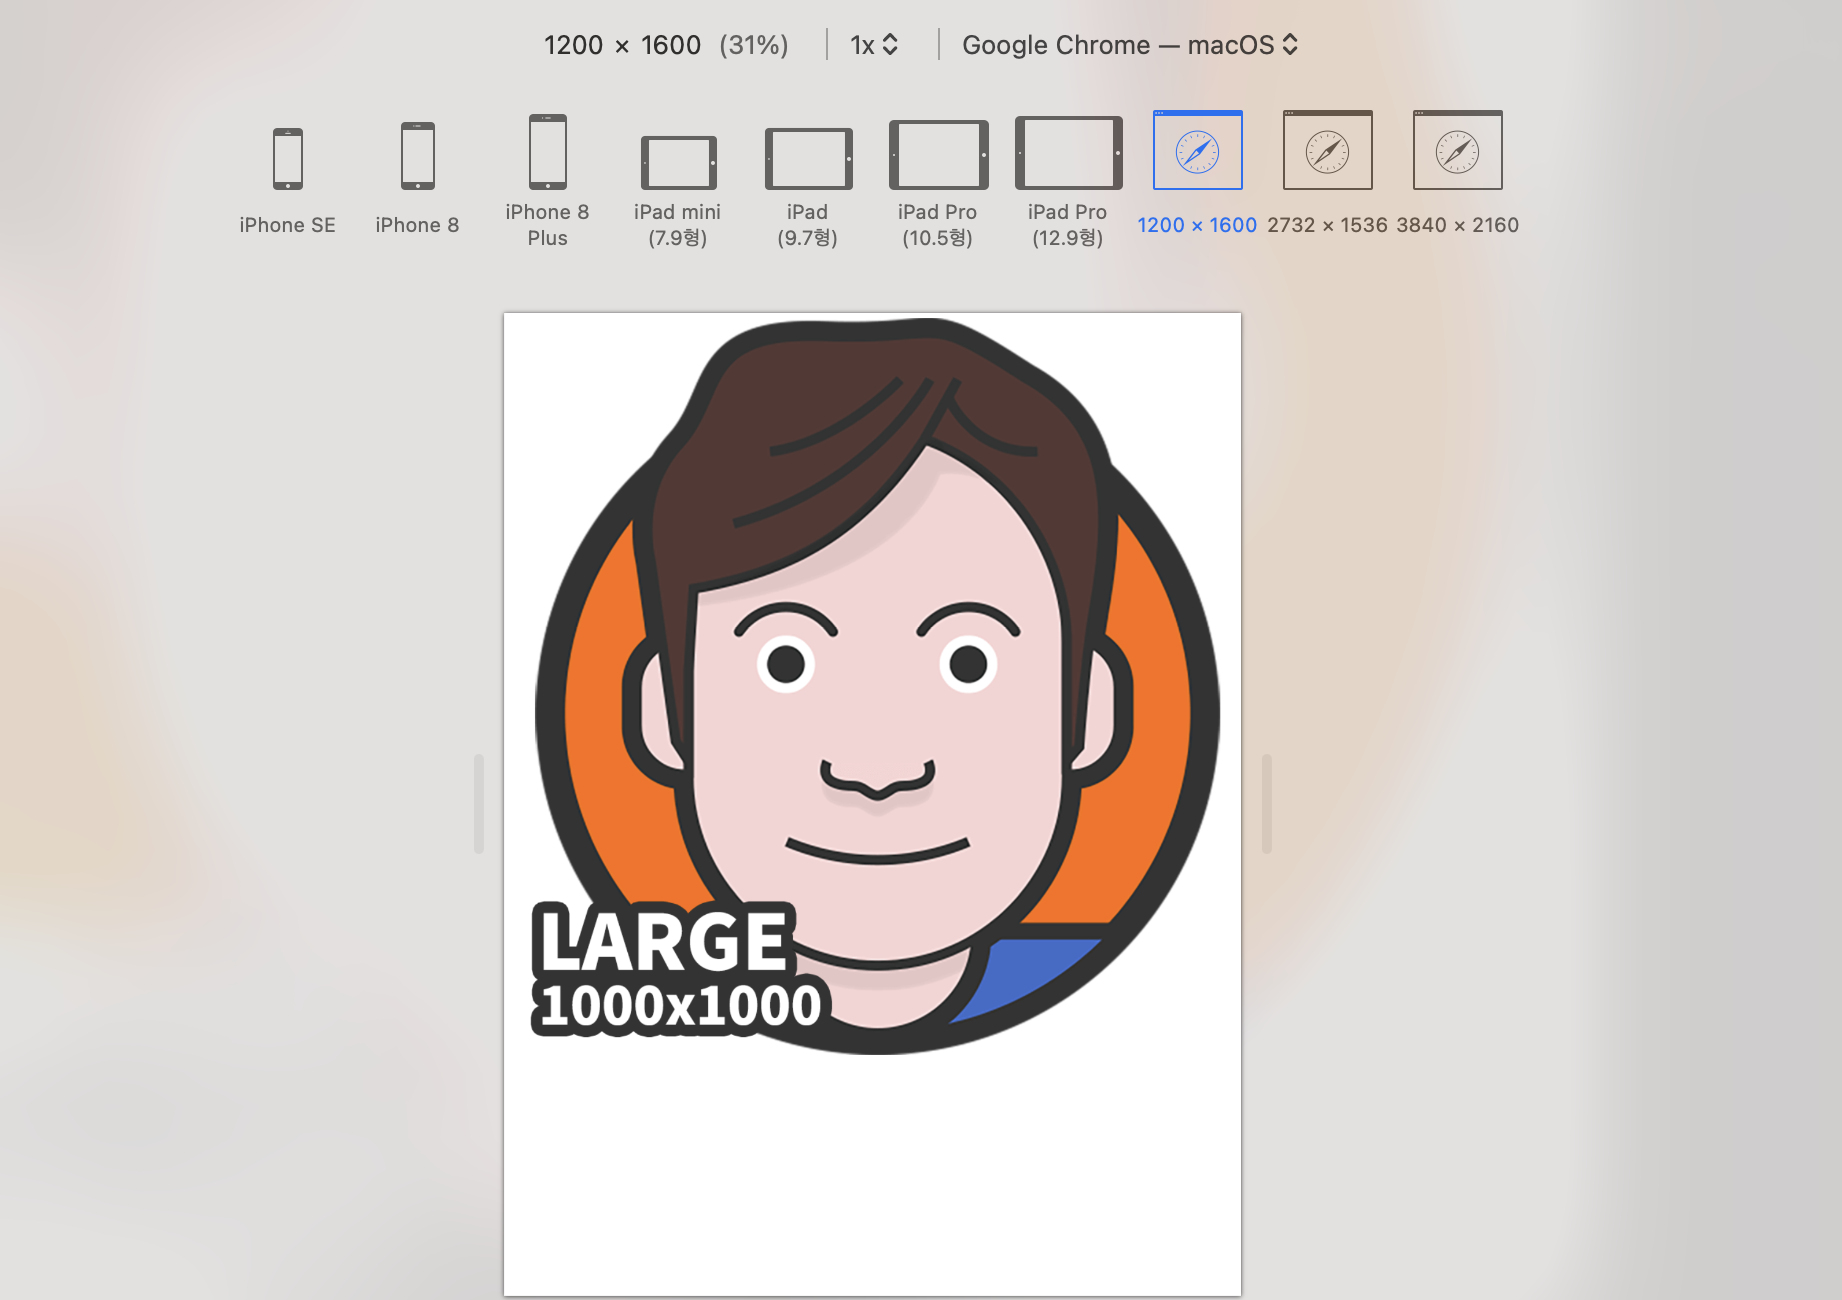 1200 × 1600 (31%) 1x Google Chrome — macOS
iPhone SE
iPhone 8
iPhone 8
Plus
iPad mini
(7.9형)
iPad
(9.7형)
iPad Pro
(10.5형)
iPad Pro
(12.9형)
1200 × 1600
2732 × 1536
3840 × 2160
LARGE
1000x1000